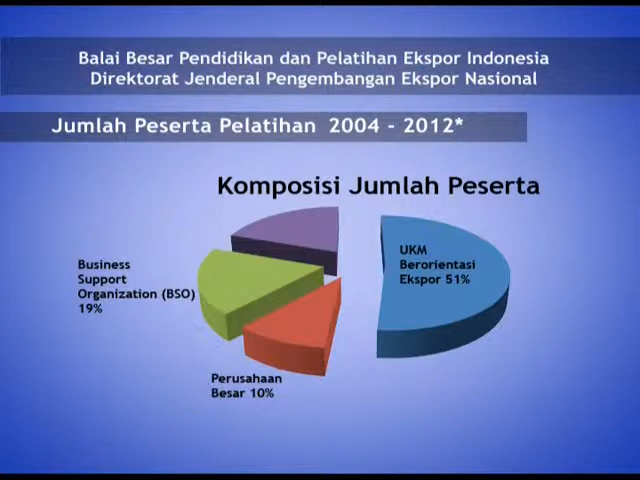 Balai Besar Pendidikan dan Pelatihan Ekspor Indonesia
Direktorat Jenderal Pengembangan Ekspor Nasional
Jumlah Peserta Pelatihan 2004 - 2012*
Komposisi Jumlah Peserta
UKM
Berorientasi
Ekspor 51%
Business
Support
Organization (BSO)
19%
Perusahaan
Besar 10%